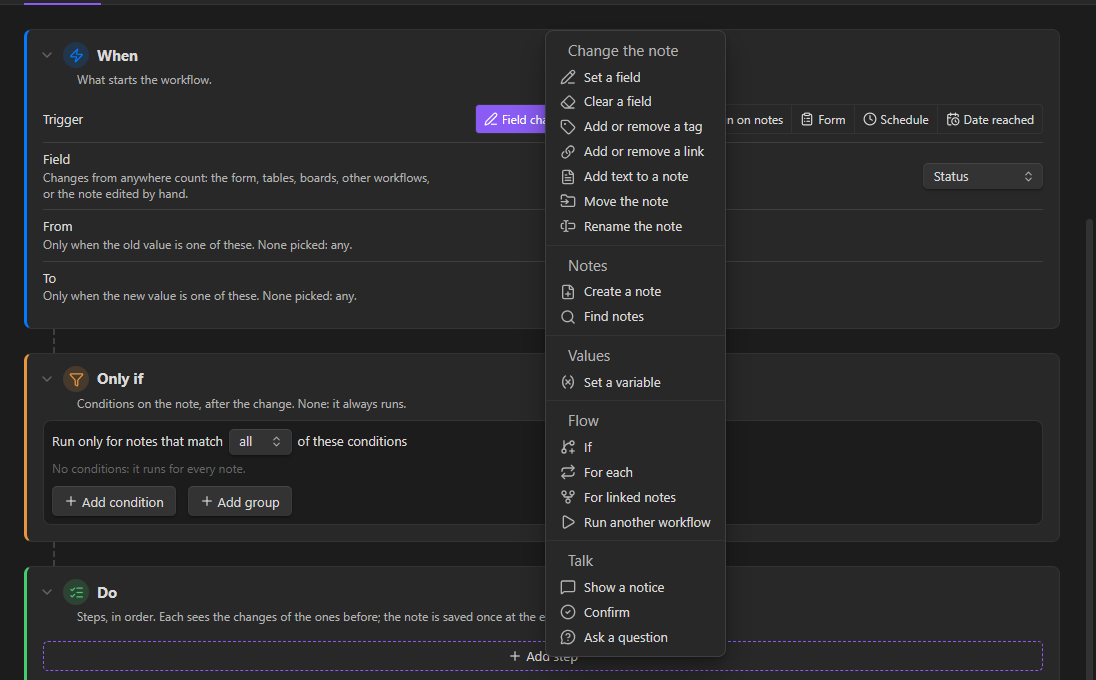 When
What starts the workflow.
Trigger
Field
n on notes
Form
Schedule
Date reached
Field
Changes from anywhere count: the form, tables, boards, other workflows,
or the note edited by hand.
Status
From
Only when the old value is one of these. None picked: any.
To
Only when the new value is one of these. None picked: any.
Only if
Conditions on the note, after the change. None: it always runs.
Run only for notes that match all of these conditions
No conditions: it runs for every note.
+ Add condition
+ Add group
Do
Steps, in order. Each sees the changes of the ones before; the note is saved once at the
+ Add step
Change the note
Set a field
Clear a field
Add or remove a tag
Add or remove a link
Add text to a note
Move the note
Rename the note
Notes
Create a note
Find notes
Values
Set a variable
Flow
If
For each
For linked notes
Run another workflow
Talk
Show a notice
Confirm
Ask a question